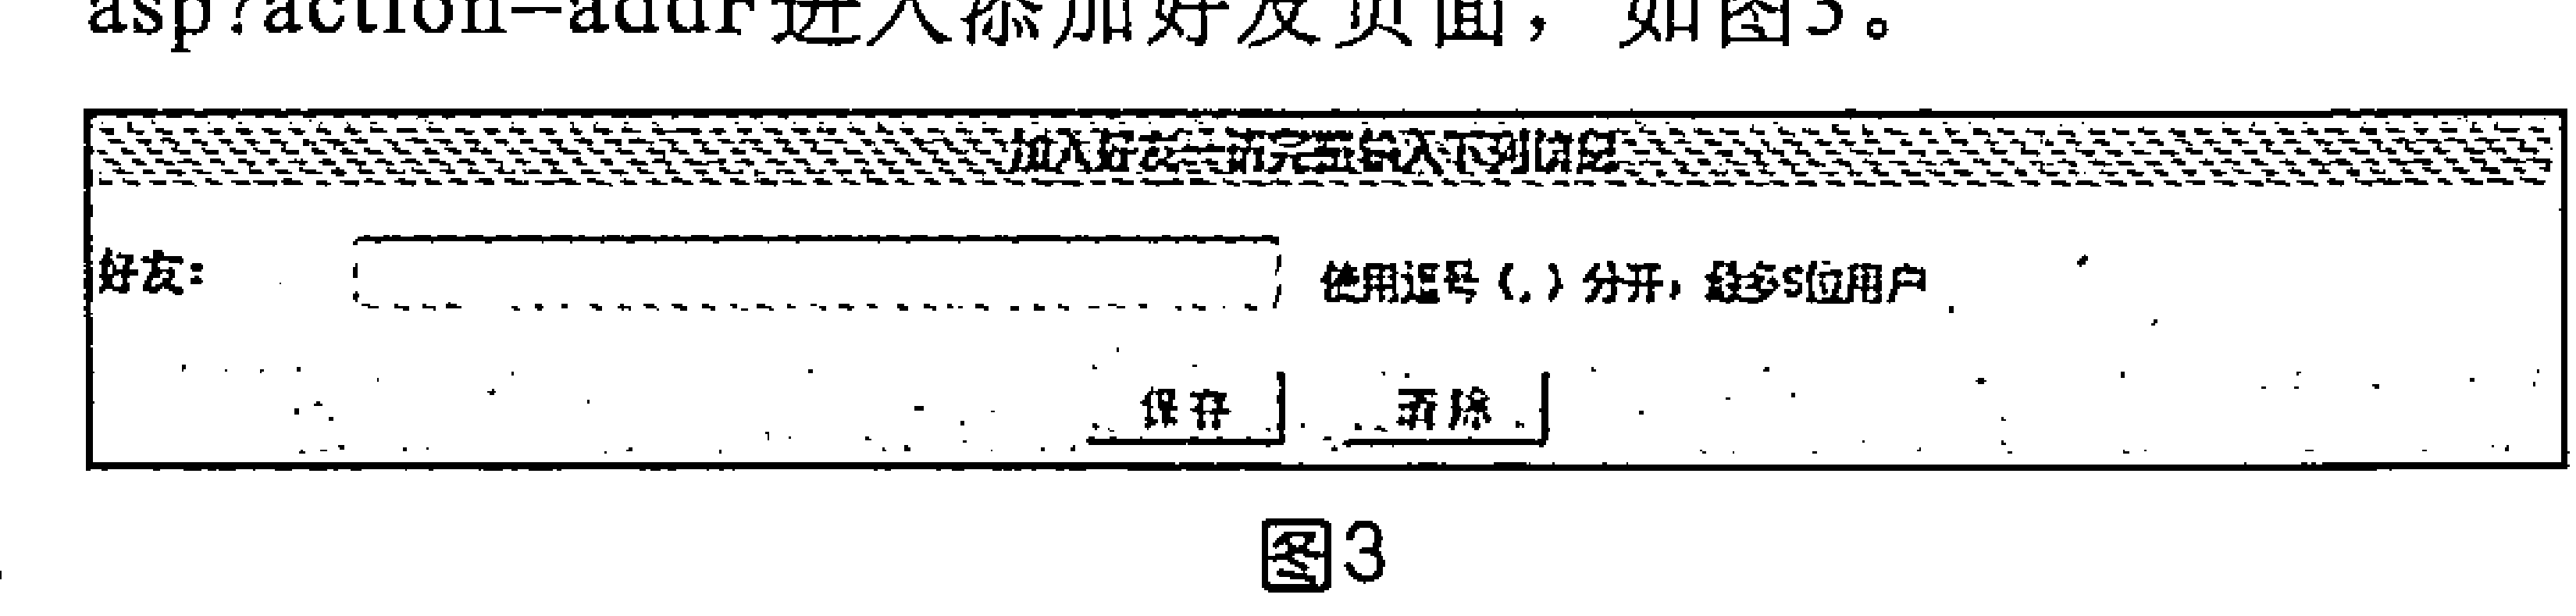 asp?action=addr进入添加好友页面，如图3。
加入好友--请完整输入下列信息
好友：
使用逗号（,）分开，最多5位用户
保存 清除
图3